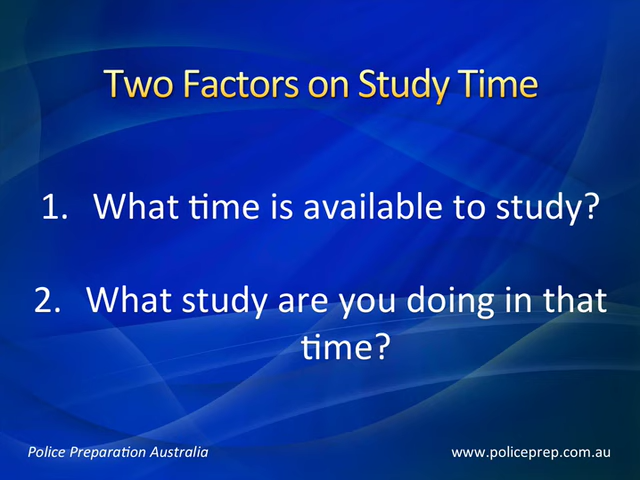 Two Factors on Study Time
1. What time is available to study?
2. What study are you doing in that
time?
Police Preparation Australia
www.policeprep.com.au